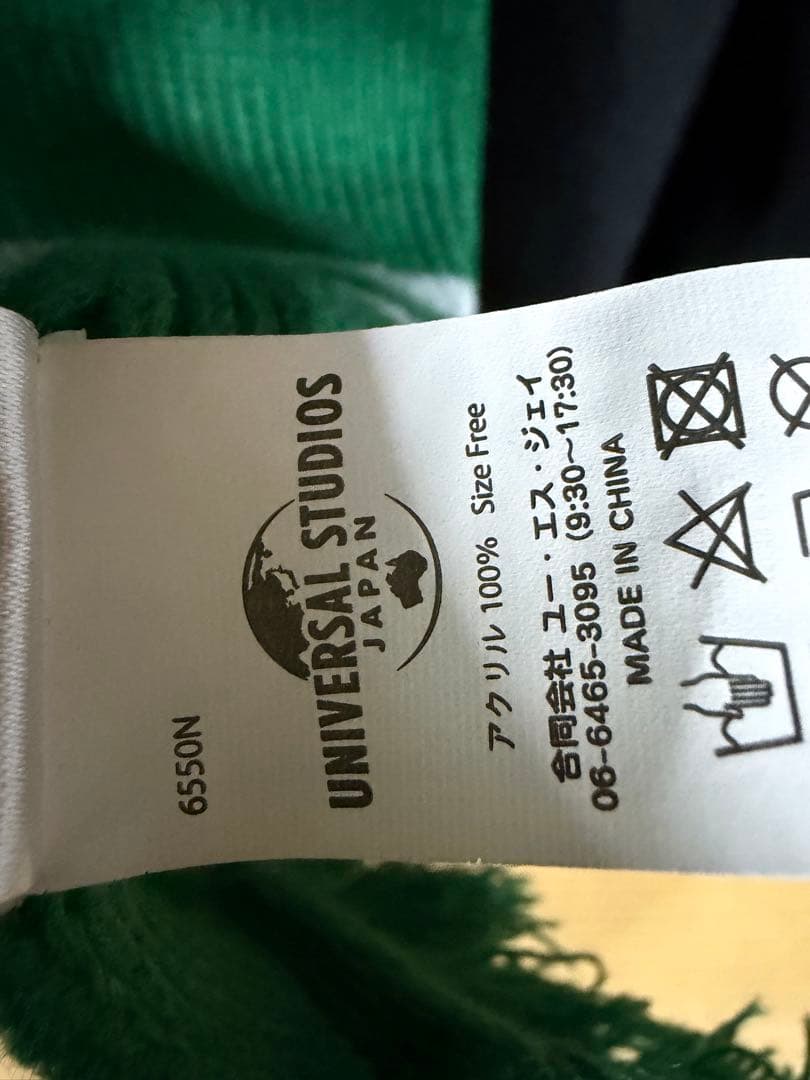 6550N
UNIVERSAL STUDIOS
JAPAN
アクリル 100% Size Free
合同会社 ユー・エス・ジェイ
06-6465-3095 (9:30~17:30)
MADE IN CHINA